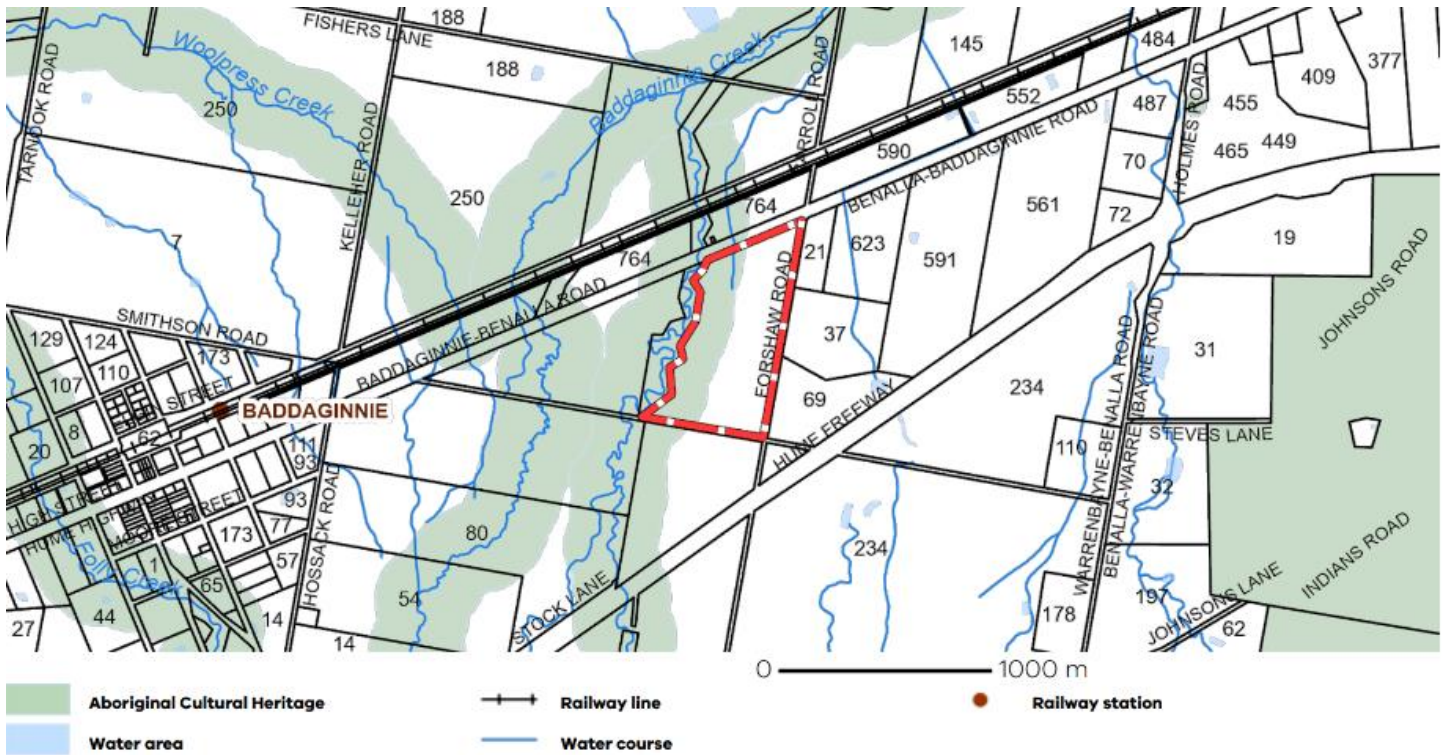 FISHERS LANE
188
145
484
377
TARNDOK ROAD
Woolpress Creek
188
Baddaginnie Creek
409
552
487
455
250
KELLEHER ROAD
590
HOLMES ROAD
449
465
70
250
764
BENALLA-BADDAGINNIE ROAD
561
72
7
764
21
623
591
19
JOHNSONS ROAD
SMITHSON ROAD
BADDAGINNIE-BENALLA ROAD
FORSHAW ROAD
129
124
173
37
31
110
107
STREET
BADDAGINNIE
69
234
WARRENBAYNE-BENALLA ROAD
BENALLA-WARRENBAYNE ROAD
8
62
20
111
93
HUME FREEWAY
110
STEVES LANE
HIGH STREET
HUME HIGH
STREET
HOSSACK ROAD
93
77
173
80
32
234
INDIANS ROAD
Folly Creek
1
57
65
54
STOCK LANE
44
14
178
197
JOHNSONS LANE
27
14
62
0
1000 m
Aboriginal Cultural Heritage
Railway line
Railway station
Water area
Water course